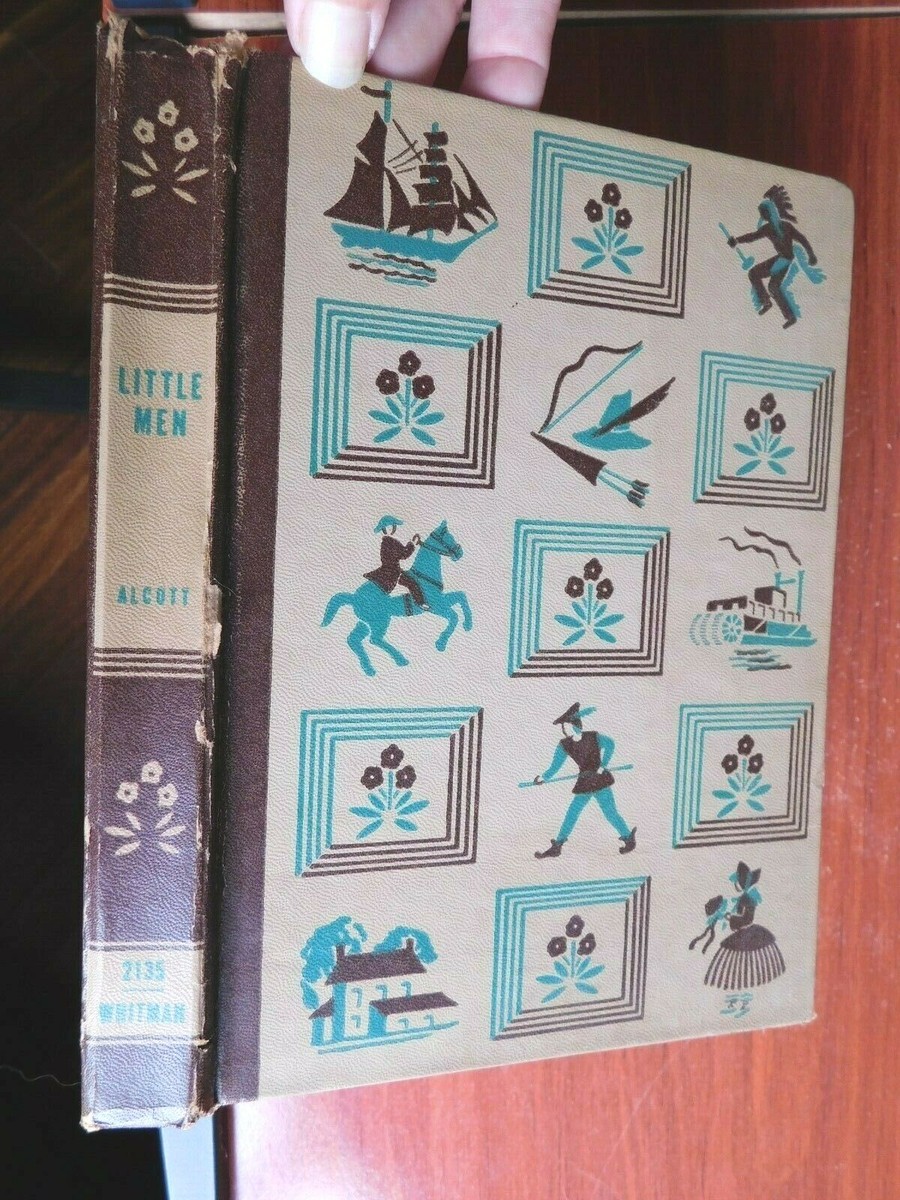 LITTLE
MEN
ALCOTT
2135
WHITMAN